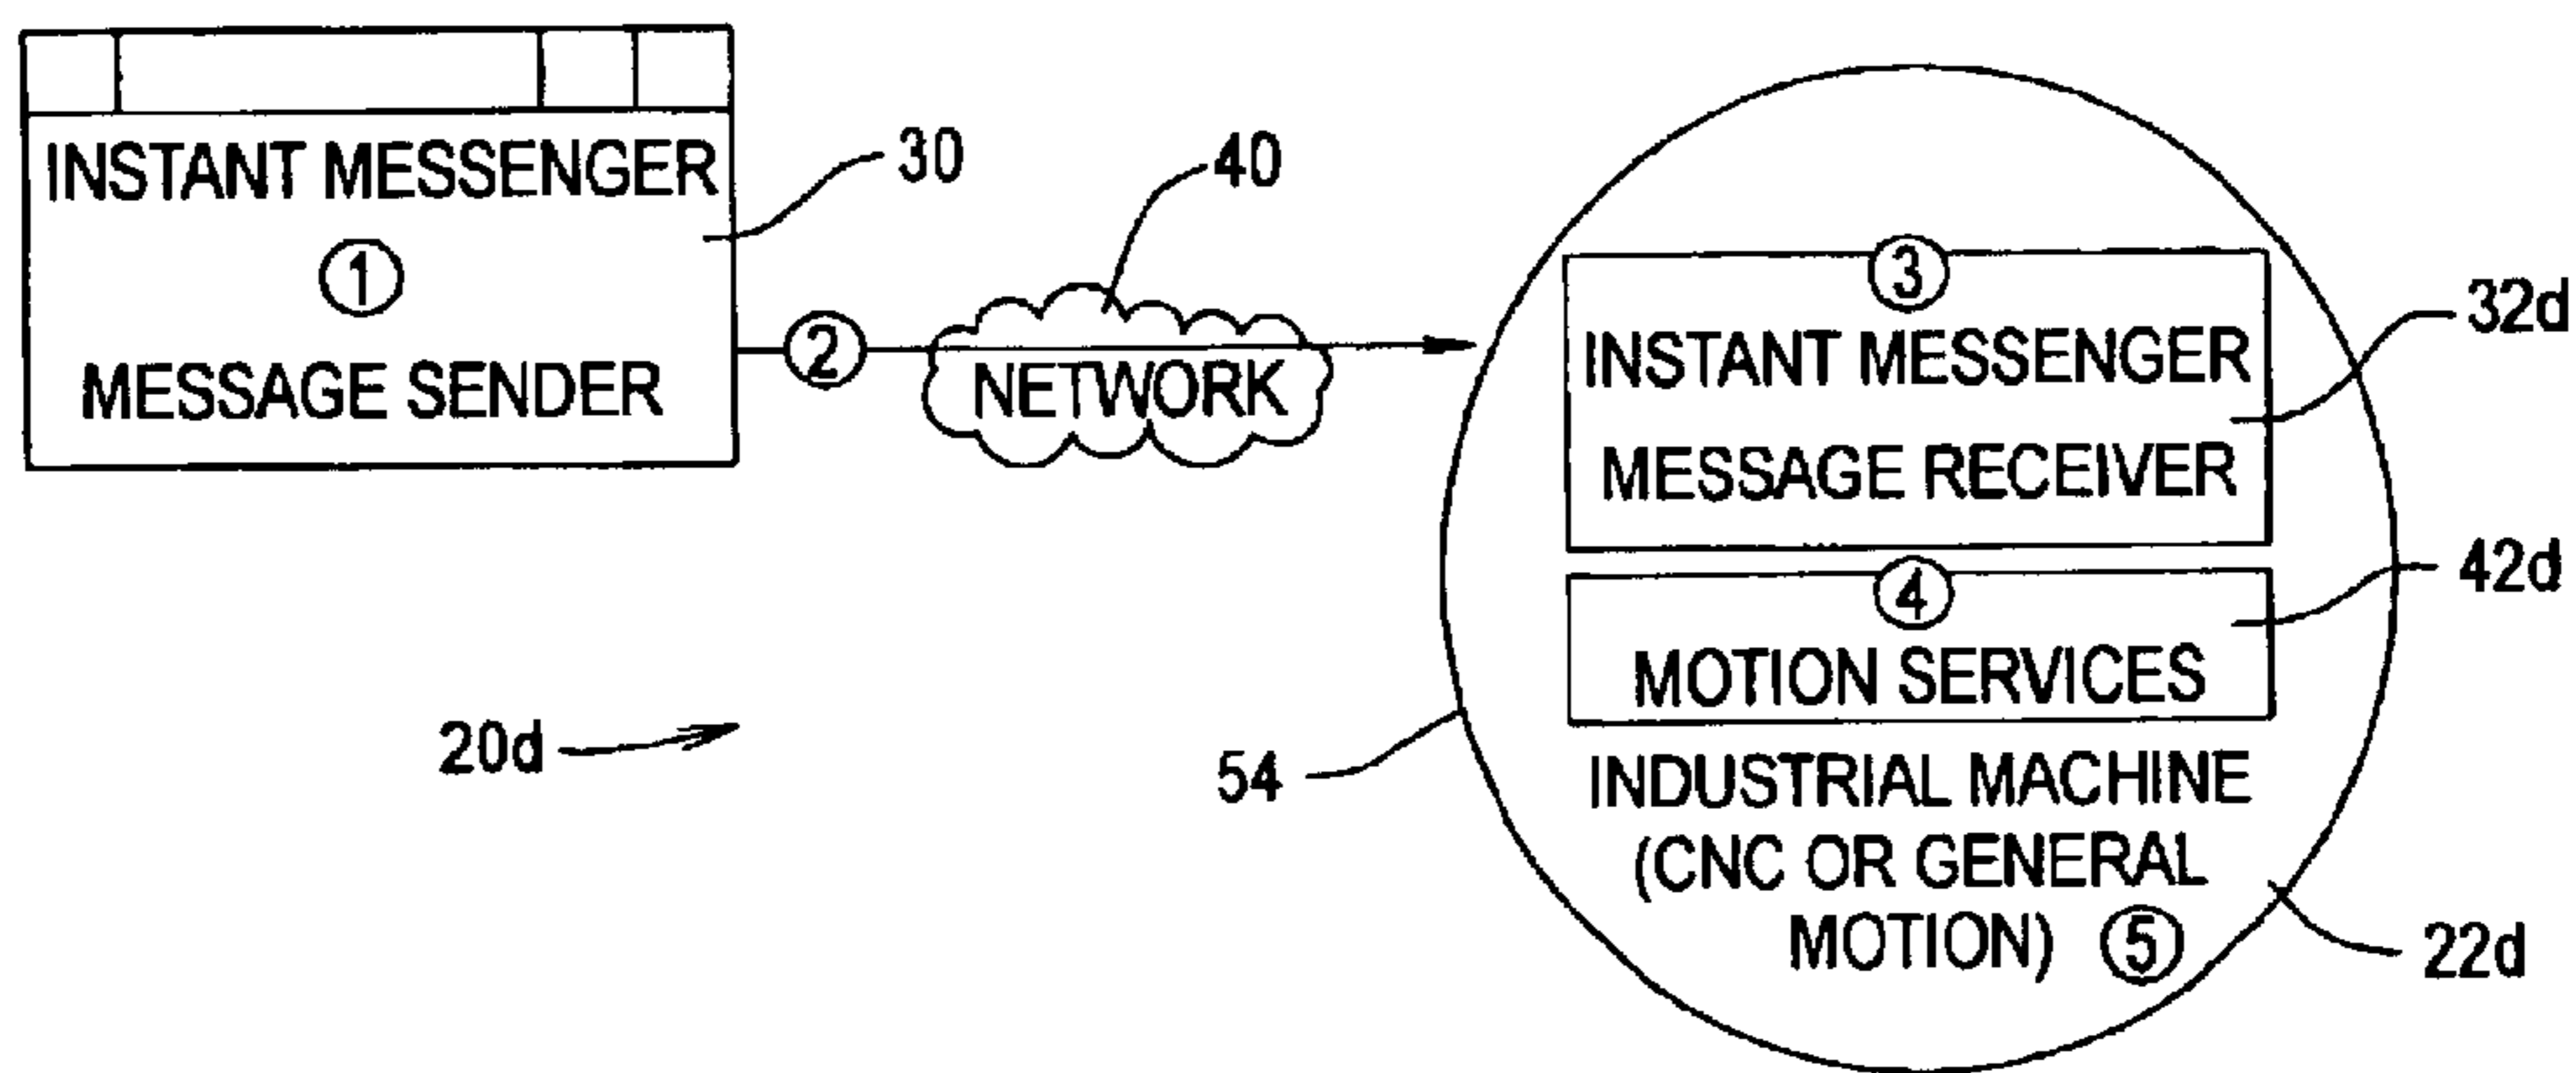 INSTANT MESSENGER
①
MESSAGE SENDER
30
②
40
NETWORK
20d
③
INSTANT MESSENGER
MESSAGE RECEIVER
32d
④
MOTION SERVICES
42d
54
INDUSTRIAL MACHINE
(CNC OR GENERAL
MOTION) ⑤
22d